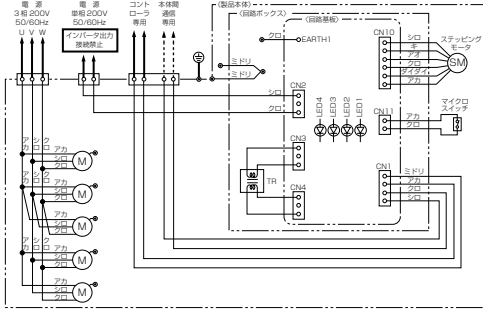 電 源
3相 200V
50/60Hz
U V W
電 源
単相 200V
50/60Hz
インバータ出力
接続禁止
コント
ローラ
専用
本体間
通信
専用
(製品本体)
〈回路ボックス〉
〈回路基板〉
クロ
EARTH1
ミドリ
ミドリ
CN10
シロ
キ
アオ
クロ
ダイダイ
アカ
ステッピング
モータ
SM
シロ
CN2
クロ
LED4
LED3
LED2
LED1
CN11
アカ
クロ
マイクロ
スイッチ
CN3
TR
CN4
CN1
ミドリ
アカ
クロ
シロ
アカ
シロ
クロ
アカ
シロ
クロ
M
アカ
シロ
クロ
M
アカ
シロ
クロ
アカ
シロ
クロ
M
アカ
シロ
クロ
アカ
シロ
クロ
M
アカ
シロ
クロ
M